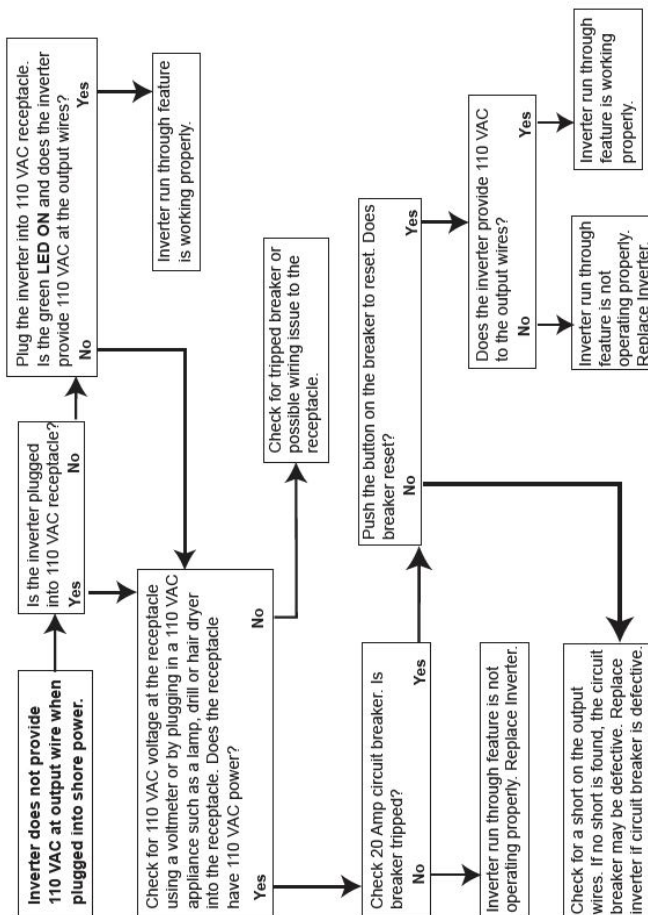 Inverter does not provide
110 VAC at output wire when
plugged into shore power.
Is the inverter plugged
into 110 VAC receptacle?
Yes
No
Plug the inverter into 110 VAC receptacle.
Is the green LED ON and does the inverter
provide 110 VAC at the output wires?
No
Yes
Inverter run through feature
is working properly.
Check for 110 VAC voltage at the receptacle
using a voltmeter or by plugging in a 110 VAC
appliance such as a lamp, drill or hair dryer
into the receptacle. Does the receptacle
have 110 VAC power?
Yes
No
Check for tripped breaker or
possible wiring issue to the
receptacle.
Check 20 Amp circuit breaker. Is
breaker tripped?
No
Yes
Inverter run through feature is not
operating properly. Replace Inverter.
Push the button on the breaker to reset. Does
breaker reset?
No
Yes
Check for a short on the output
wires. If no short is found, the circuit
breaker may be defective. Replace
inverter if circuit breaker is defective.
Does the inverter provide 110 VAC
to the output wires?
No
Yes
Inverter run through
feature is not
operating properly.
Replace Inverter.
Inverter run through
feature is working
properly.